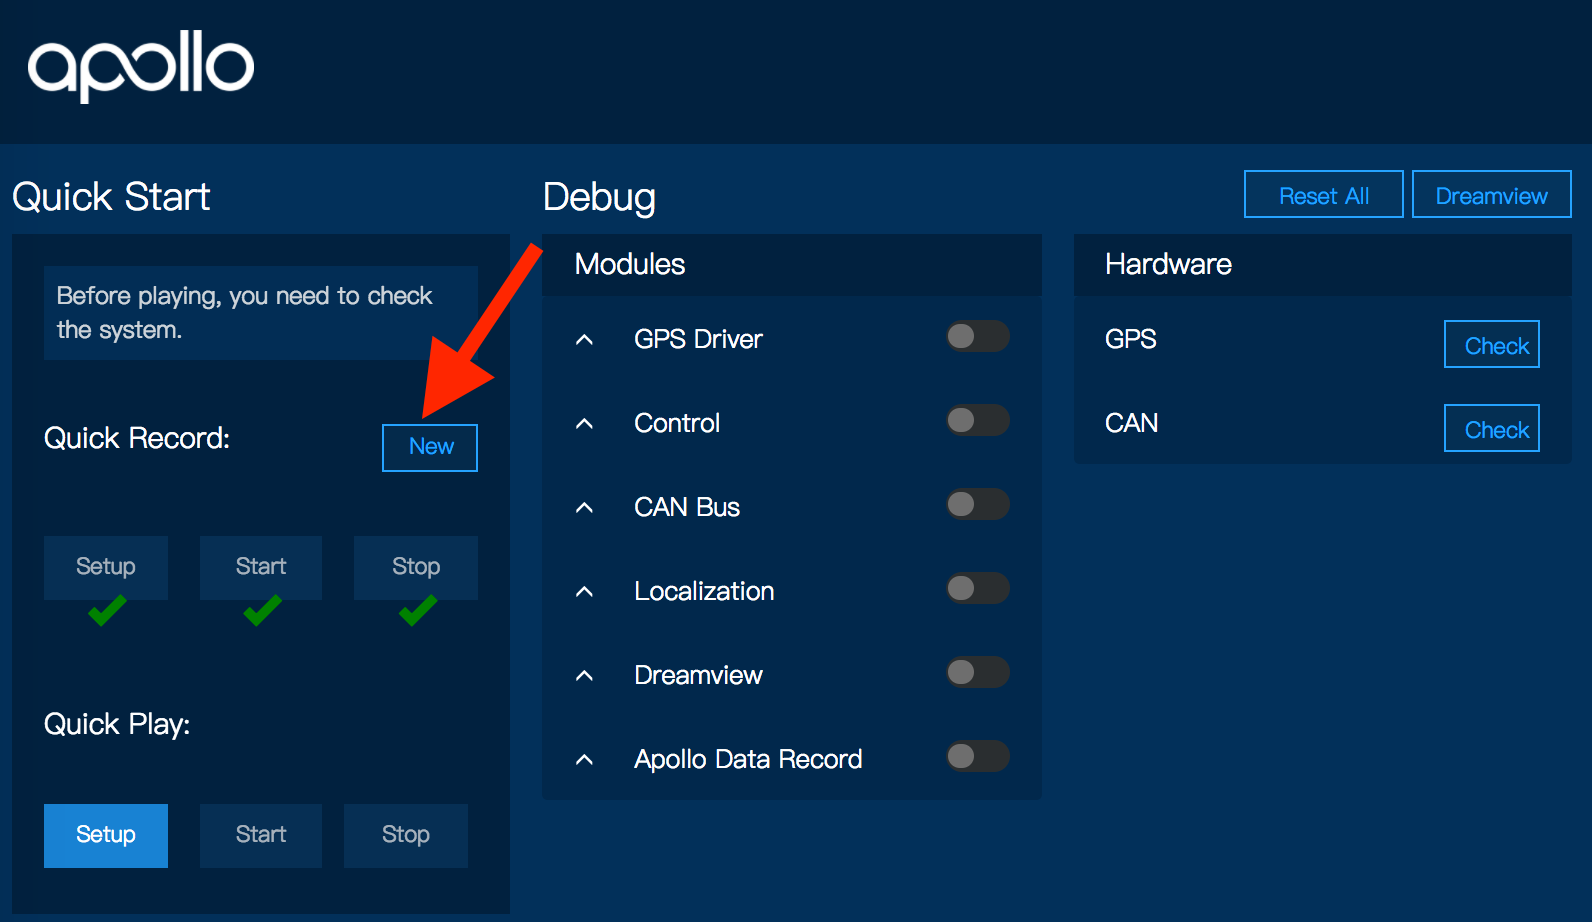 apollo
Quick Start
Before playing, you need to check
the system.
Quick Record:
New
Setup
Start
Stop
Quick Play:
Setup
Start
Stop
Debug
Reset All
Dreamview
Modules
GPS Driver
Control
CAN Bus
Localization
Dreamview
Apollo Data Record
Hardware
GPS
Check
CAN
Check